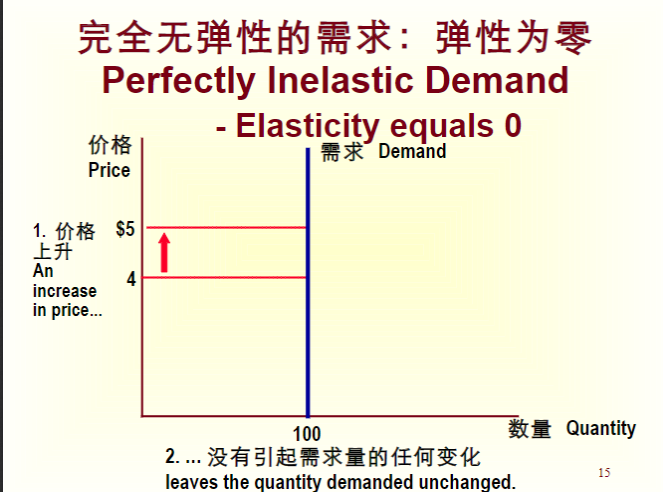 完全无弹性的需求：弹性为零
Perfectly Inelastic Demand
- Elasticity equals 0
价格
Price
需求 Demand
1. 价格
上升
An
increase
in price...
$5
4
100
数量 Quantity
2. ... 没有引起需求量的任何变化
leaves the quantity demanded unchanged.
15